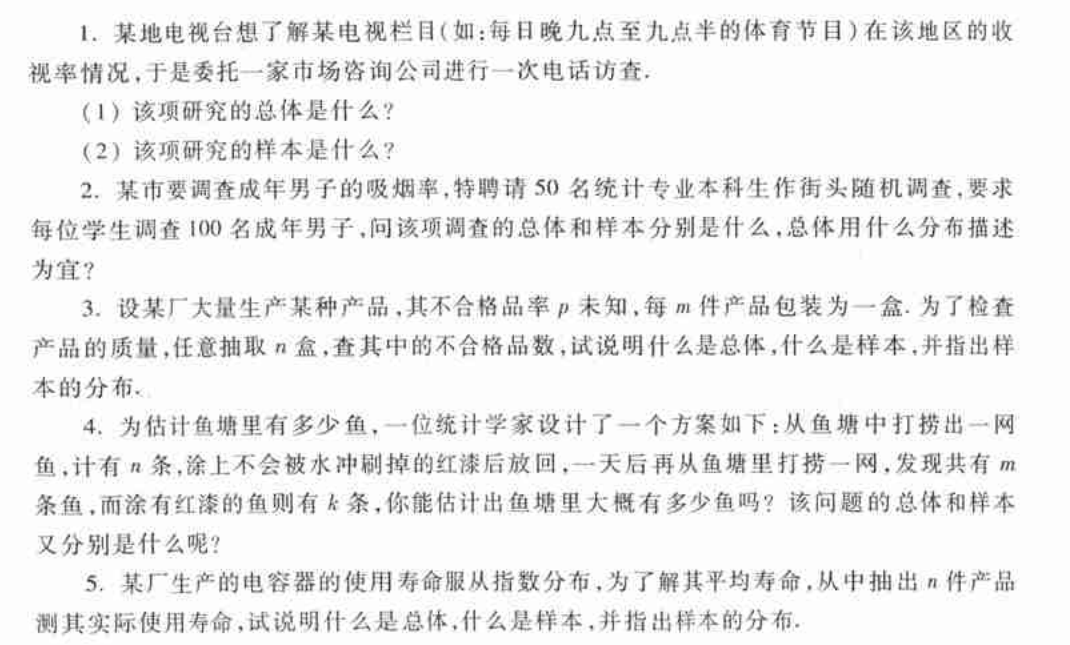 1. 某地电视台想了解某电视栏目(如:每日晚九点至九点半的体育节目)在该地区的收
视率情况,于是委托一家市场咨询公司进行一次电话访查.
(1) 该项研究的总体是什么?
(2) 该项研究的样本是什么?
2. 某市要调查成年男子的吸烟率,特聘请 50 名统计专业本科生作街头随机调查,要求
每位学生调查 100 名成年男子,问该项调查的总体和样本分别是什么,总体用什么分布描述
为宜?
3. 设某厂大量生产某种产品,其不合格品率 p 未知,每 m 件产品包装为一盒. 为了检查
产品的质量,任意抽取 n 盒,查其中的不合格品数,试说明什么是总体,什么是样本,并指出样
本的分布.
4. 为估计鱼塘里有多少鱼,一位统计学家设计了一个方案如下:从鱼塘中打捞出一网
鱼,计有 n 条,涂上不会被水冲刷掉的红漆后放回,一天后再从鱼塘里打捞一网,发现共有 m
条鱼,而涂有红漆的鱼则有 k 条,你能估计出鱼塘里大概有多少鱼吗? 该问题的总体和样本
又分别是什么呢?
5. 某厂生产的电容器的使用寿命服从指数分布,为了解其平均寿命,从中抽出 n 件产品
测其实际使用寿命,试说明什么是总体,什么是样本,并指出样本的分布.